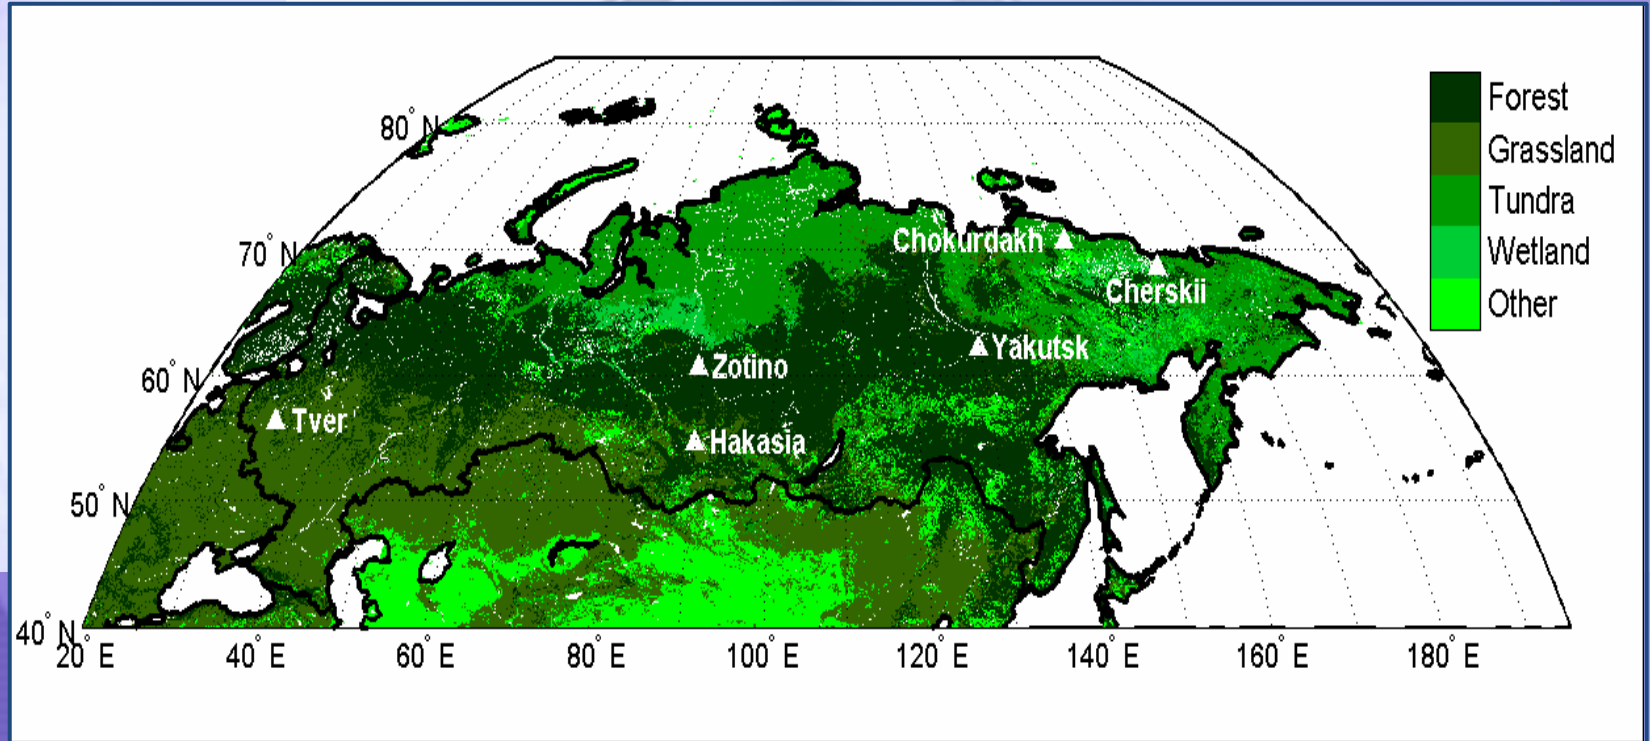 80° N
70° N
60° N
50° N
40° N
20° E
40° E
60° E
80° E
100° E
120° E
140° E
160° E
180° E
Chokurdakh
Cherskii
Yakutsk
Zotino
Tver
Hakasia
Forest
Grassland
Tundra
Wetland
Other